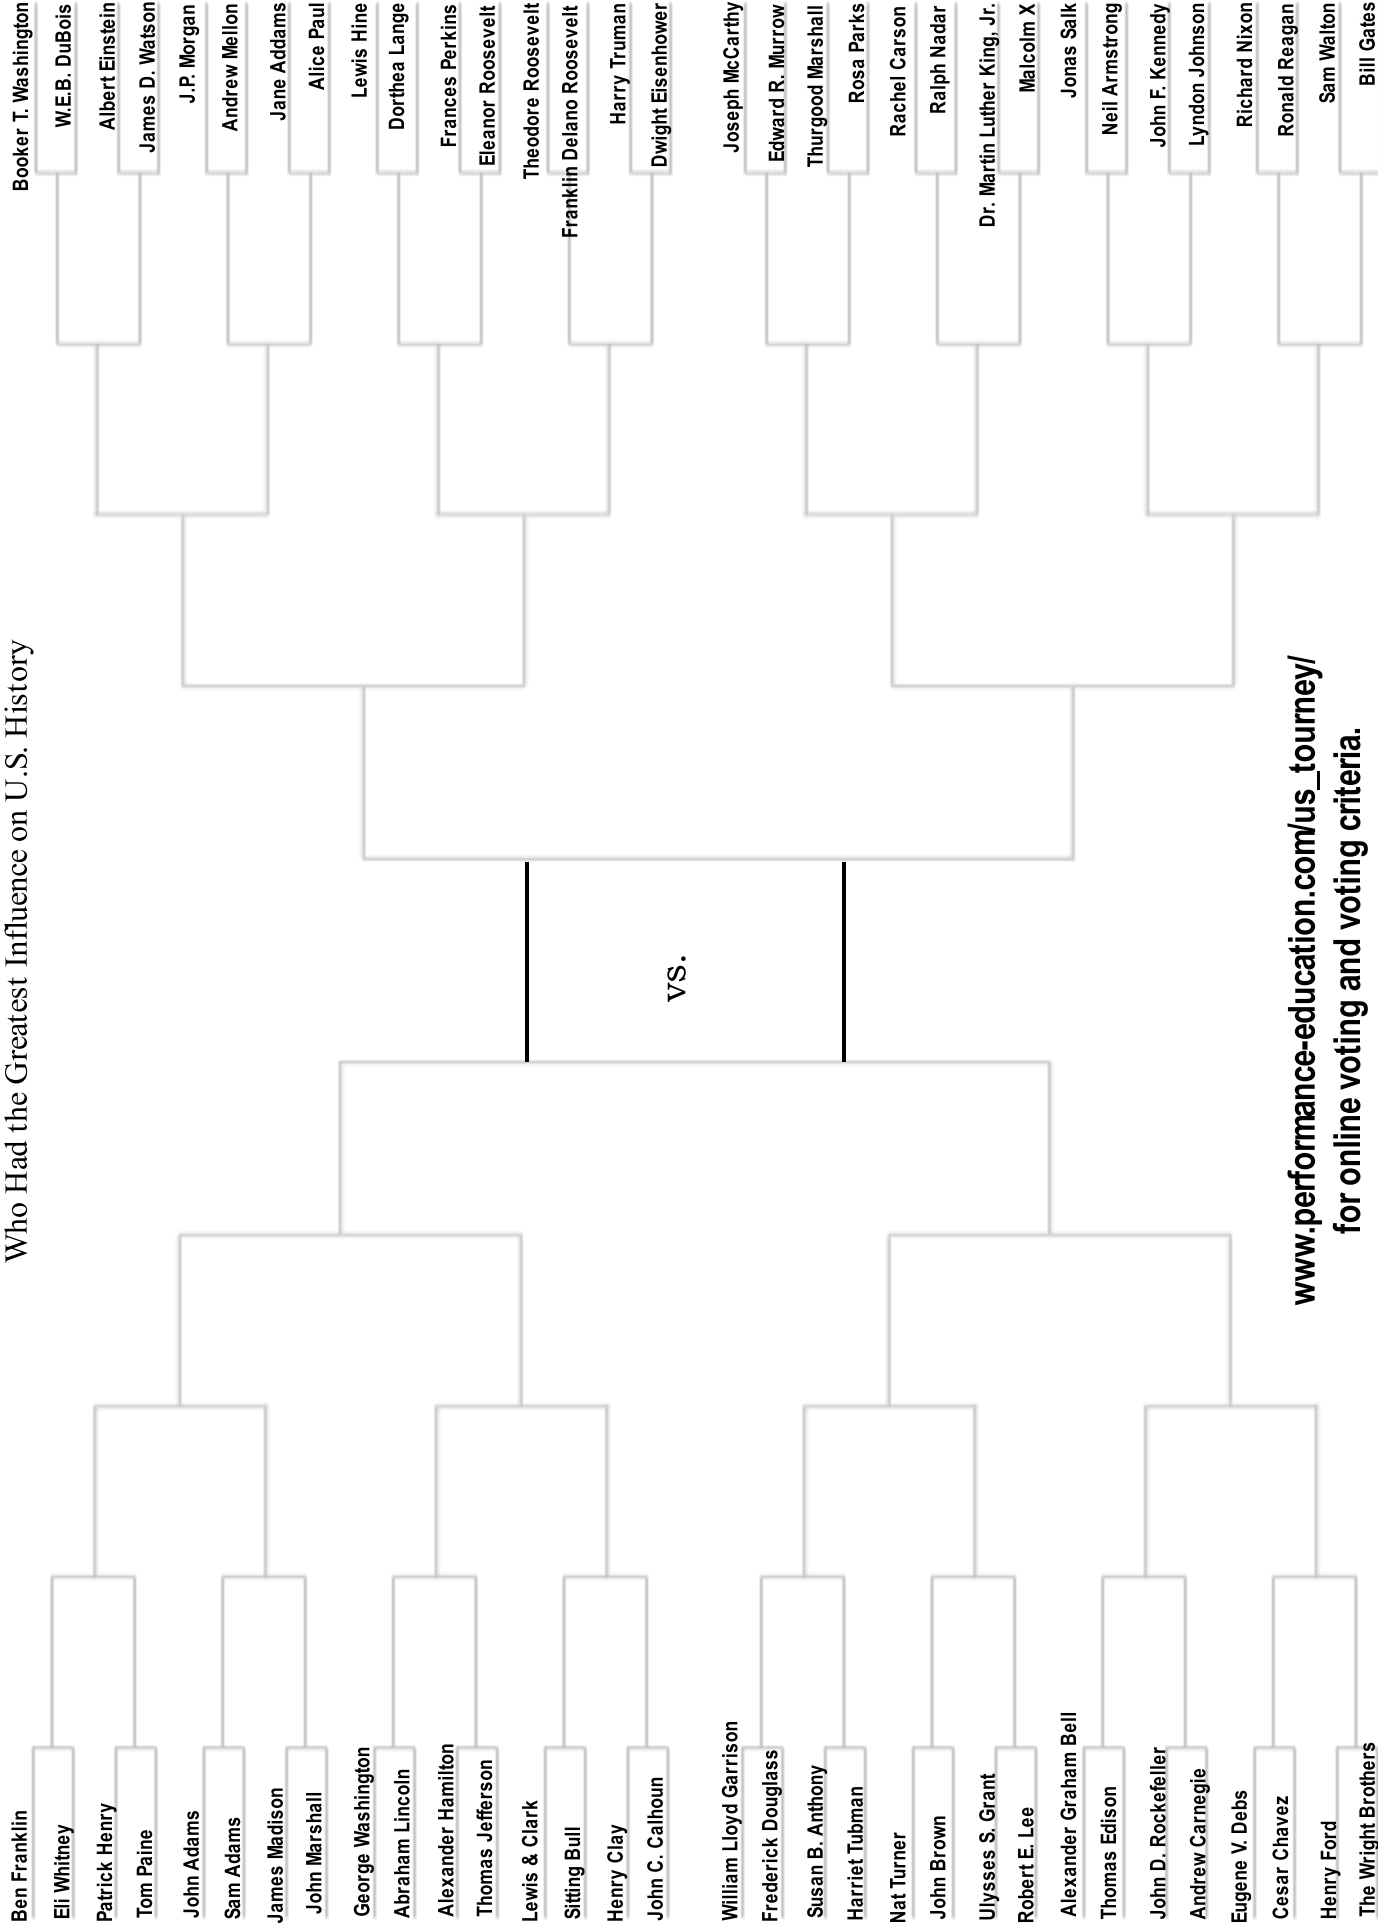 Who Had the Greatest Influence on U.S. History
Ben Franklin
Eli Whitney
Patrick Henry
Tom Paine
John Adams
Sam Adams
James Madison
John Marshall
George Washington
Abraham Lincoln
Alexander Hamilton
Thomas Jefferson
Lewis & Clark
Sitting Bull
Henry Clay
John C. Calhoun
William Lloyd Garrison
Frederick Douglass
Susan B. Anthony
Harriet Tubman
Nat Turner
John Brown
Ulysses S. Grant
Robert E. Lee
Alexander Graham Bell
Thomas Edison
John D. Rockefeller
Andrew Carnegie
Eugene V. Debs
Cesar Chavez
Henry Ford
The Wright Brothers
vs.
Booker T. Washington
W.E.B. DuBois
Albert Einstein
James D. Watson
J.P. Morgan
Andrew Mellon
Jane Addams
Alice Paul
Lewis Hine
Dorthea Lange
Frances Perkins
Eleanor Roosevelt
Theodore Roosevelt
Franklin Delano Roosevelt
Harry Truman
Dwight Eisenhower
Joseph McCarthy
Edward R. Murrow
Thurgood Marshall
Rosa Parks
Rachel Carson
Ralph Nadar
Dr. Martin Luther King, Jr.
Malcolm X
Jonas Salk
Neil Armstrong
John F. Kennedy
Lyndon Johnson
Richard Nixon
Ronald Reagan
Sam Walton
Bill Gates
www.performance-education.com/us_tourney/
for online voting and voting criteria.